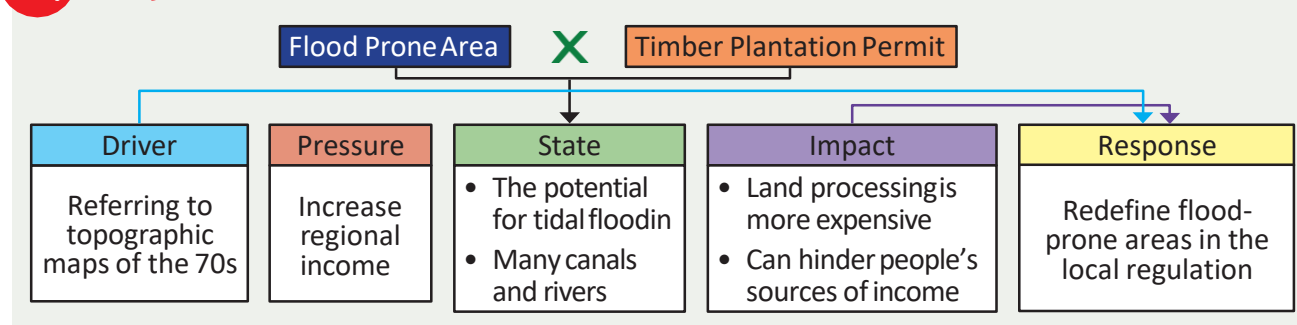 Flood Prone Area X Timber Plantation Permit
Driver
Referring to
topographic
maps of the 70s
Pressure
Increase
regional
income
State
• The potential
for tidal floodin
• Many canals
and rivers
Impact
• Land processing is
more expensive
• Can hinder people's
sources of income
Response
Redefine flood-
prone areas in the
local regulation